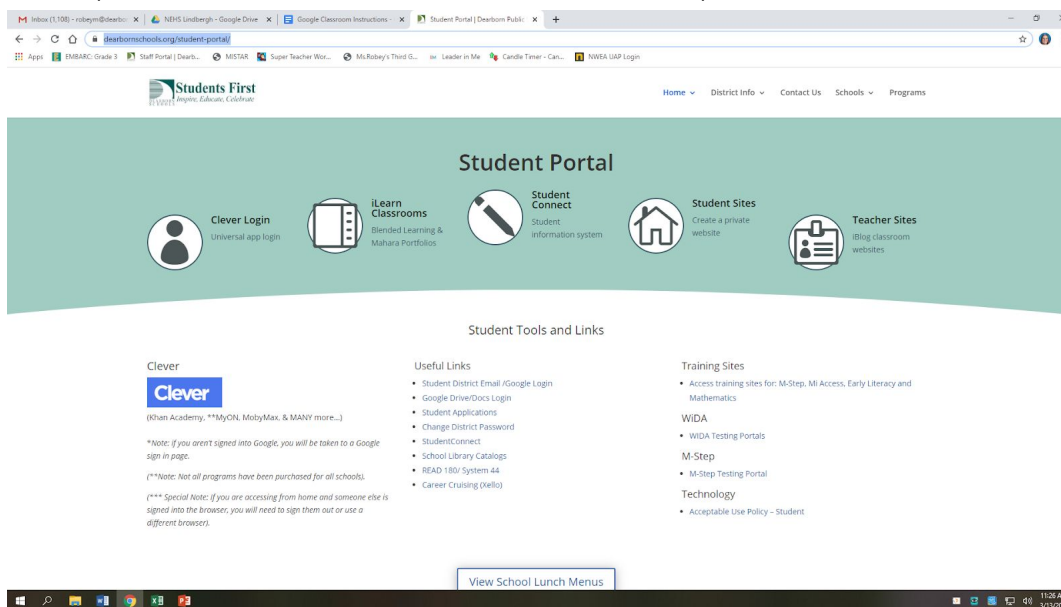 Inbox (1,108) - robeym@dearbor
NEHS Lindbergh - Google Drive
Google Classroom Instructions -
Student Portal | Dearborn Public
dearbornschools.org/student-portal/
Apps
EMBARC: Grade 3
Staff Portal | Dearb...
MISTAR
Super Teacher Wor...
Ms.Robey's Third G...
Leader in Me
Candle Timer - Can...
NWEA UAP Login
Students First
Inspire, Educate, Celebrate
Home
District Info
Contact Us
Schools
Programs
Student Portal
Clever Login
Universal app login
iLearn
Classrooms
Blended Learning &
Mahara Portfolios
Student
Connect
Student
information system
Student Sites
Create a private
website
Teacher Sites
iBlog classroom
websites
Student Tools and Links
Clever
Clever
(Khan Academy, **MyON, MobyMax, & MANY more...)
*Note: if you aren't signed into Google, you will be taken to a Google
sign in page.
(**Note: Not all programs have been purchased for all schools).
(*** Special Note: If you are accessing from home and someone else is
signed into the browser, you will need to sign them out or use a
different browser).
Useful Links
Student District Email /Google Login
Google Drive/Docs Login
Student Applications
Change District Password
StudentConnect
School Library Catalogs
READ 180/ System 44
Career Cruising (Xello)
Training Sites
Access training sites for: M-Step, Mi Access, Early Literacy and
Mathematics
WiDA
WIDA Testing Portals
M-Step
M-Step Testing Portal
Technology
Acceptable Use Policy – Student
View School Lunch Menus
11:26 A